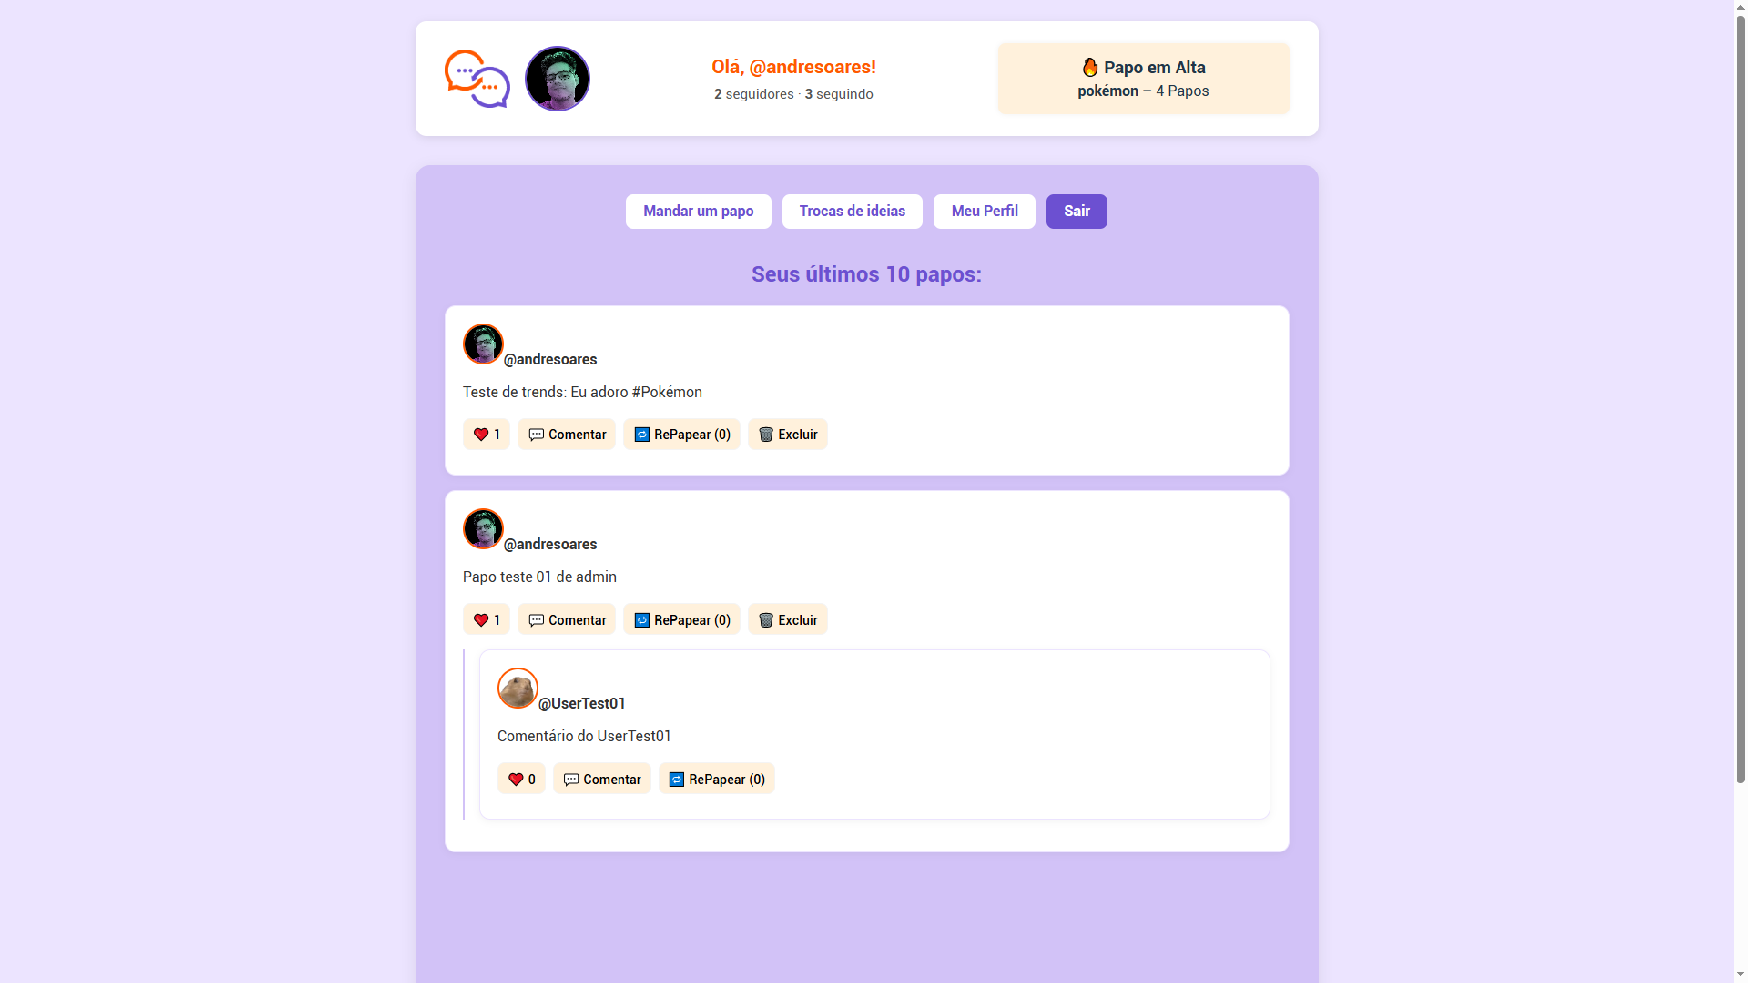 Olá, @andresoares!
2 seguidores · 3 seguindo
🔥 Papo em Alta
pokémon – 4 Papos
Mandar um papo Trocas de ideias Meu Perfil Sair
Seus últimos 10 papos:
@andresoares
Teste de trends: Eu adoro #Pokémon
❤️ 1 💬 Comentar 🔁 RePapear (0) 🗑️ Excluir
@andresoares
Papo teste 01 de admin
❤️ 1 💬 Comentar 🔁 RePapear (0) 🗑️ Excluir
@UserTest01
Comentário do UserTest01
❤️ 0 💬 Comentar 🔁 RePapear (0)